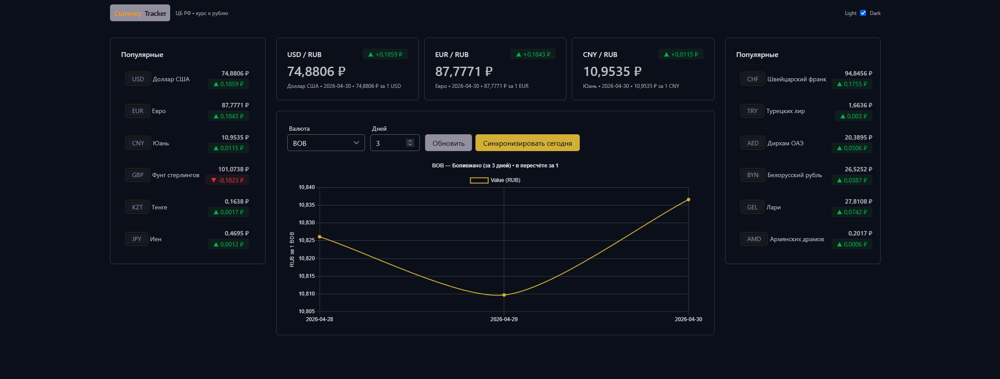 Currency Tracker ЦБ РФ • курс к рублю
Light Dark
Популярные
USD Доллар США 74,8806 ₽
▲ 0,1859 ₽
EUR Евро 87,7771 ₽
▲ 0,1843 ₽
CNY Юань 10,9535 ₽
▲ 0,0115 ₽
GBP Фунт стерлингов 101,0738 ₽
▼ -0,1823 ₽
KZT Тенге 0,1638 ₽
▲ 0,0017 ₽
JPY Иен 0,4695 ₽
▲ 0,0012 ₽
USD / RUB ▲ +0,1859 ₽
74,8806 ₽
Доллар США • 2026-04-30 • 74,8806 ₽ за 1 USD
EUR / RUB ▲ +0,1843 ₽
87,7771 ₽
Евро • 2026-04-30 • 87,7771 ₽ за 1 EUR
CNY / RUB ▲ +0,0115 ₽
10,9535 ₽
Юань • 2026-04-30 • 10,9535 ₽ за 1 CNY
Валюта Дней
BOB 3 Обновить Синхронизировать сегодня
BOB — Боливиано (за 3 дней) • в пересчёте за 1
Value (RUB)
RUB за 1 BOB
10,840
10,835
10,830
10,825
10,820
10,815
10,810
10,805
2026-04-28 2026-04-29 2026-04-30
Популярные
CHF Швейцарский франк 94,8456 ₽
▲ 0,1755 ₽
TRY Турецких лир 1,6636 ₽
▲ 0,003 ₽
AED Дирхам ОАЭ 20,3895 ₽
▲ 0,0506 ₽
BYN Белорусский рубль 26,5252 ₽
▲ 0,0387 ₽
GEL Лари 27,8108 ₽
▲ 0,0742 ₽
AMD Армянских драмов 0,2017 ₽
▲ 0,0006 ₽